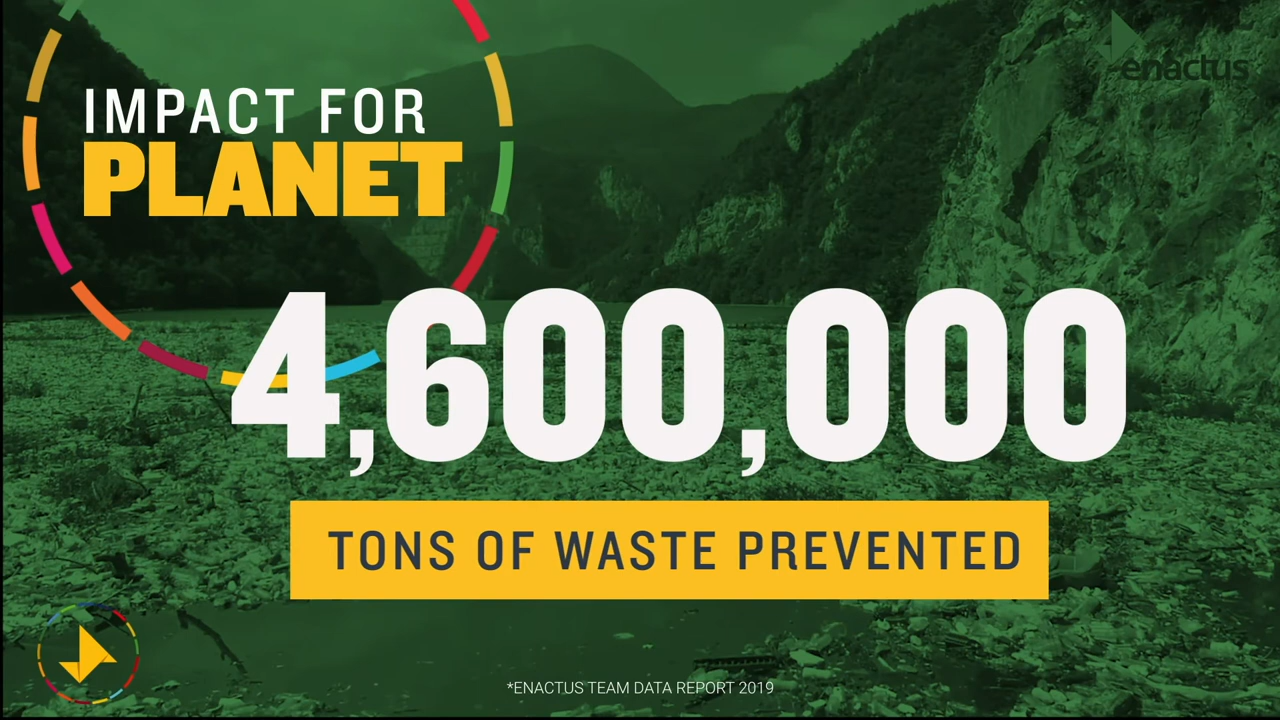 enactus
IMPACT FOR
PLANET
4,600,000
TONS OF WASTE PREVENTED
*ENACTUS TEAM DATA REPORT 2019